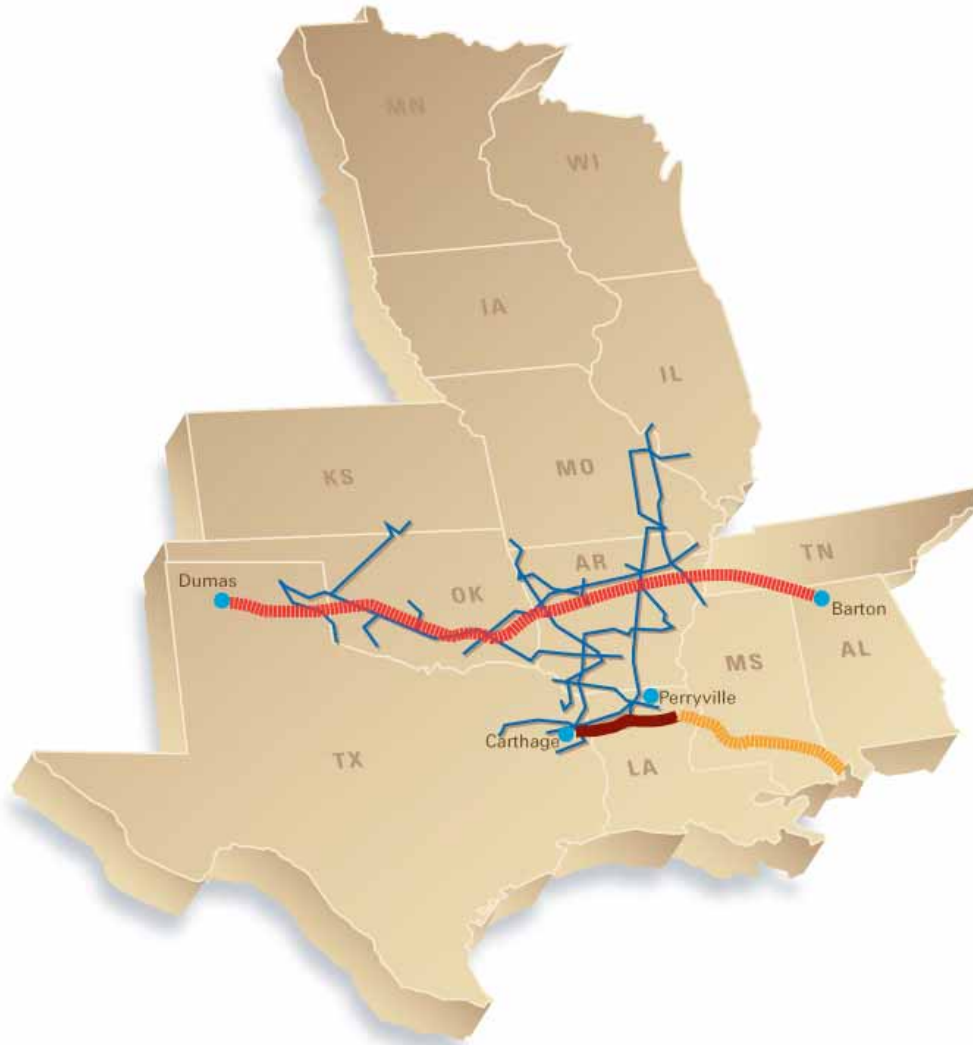 MN
WI
IA
IL
KS
MO
TN
AR
Dumas
OK
Barton
MS
AL
Perryville
Carthage
TX
LA